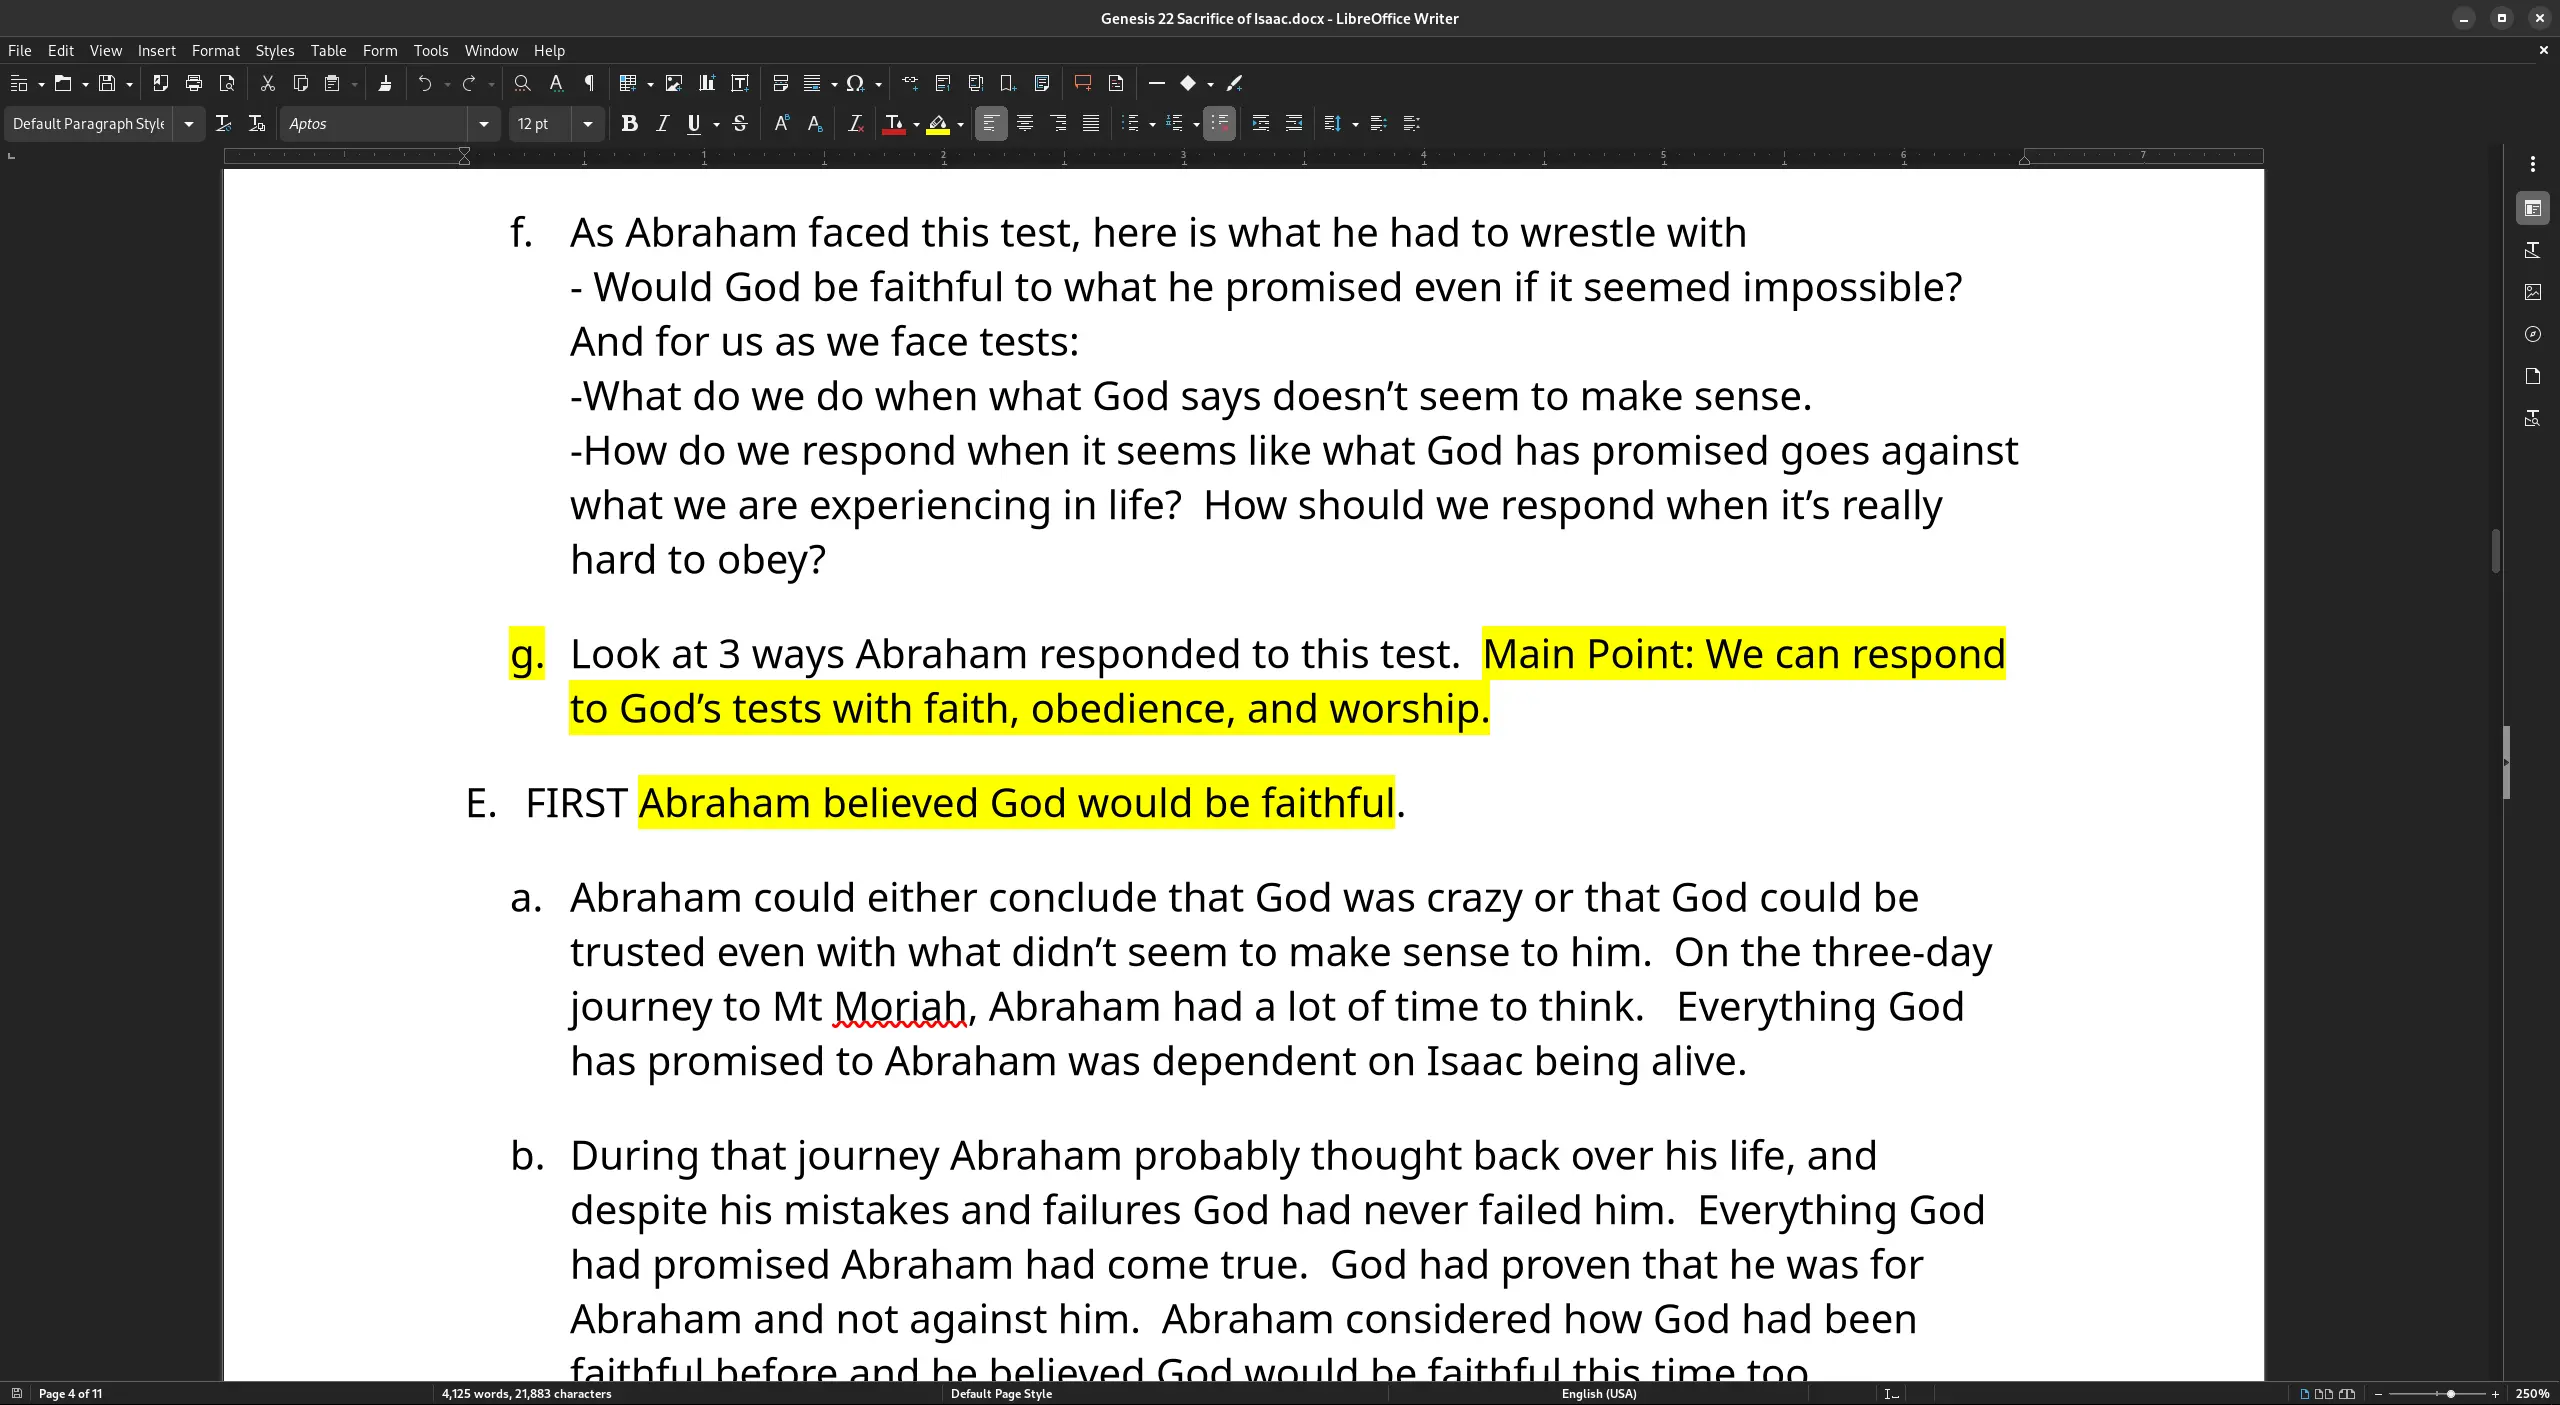 Genesis 22 Sacrifice of Isaac.docx - LibreOffice Writer
File Edit View Insert Format Styles Table Form Tools Window Help
Default Paragraph Style Aptos 12 pt
1 2 3 4 5 6 7
f. As Abraham faced this test, here is what he had to wrestle with
- Would God be faithful to what he promised even if it seemed impossible?
And for us as we face tests:
-What do we do when what God says doesn’t seem to make sense.
-How do we respond when it seems like what God has promised goes against
what we are experiencing in life?  How should we respond when it’s really
hard to obey?
g. Look at 3 ways Abraham responded to this test.  Main Point: We can respond
to God’s tests with faith, obedience, and worship.
E. FIRST Abraham believed God would be faithful.
a. Abraham could either conclude that God was crazy or that God could be
trusted even with what didn’t seem to make sense to him.  On the three-day
journey to Mt Moriah, Abraham had a lot of time to think.   Everything God
has promised to Abraham was dependent on Isaac being alive.
b. During that journey Abraham probably thought back over his life, and
despite his mistakes and failures God had never failed him.  Everything God
had promised Abraham had come true.  God had proven that he was for
Abraham and not against him.  Abraham considered how God had been
faithful before and he believed God would be faithful this time too
Page 4 of 11 4,125 words, 21,883 characters Default Page Style English (USA) 250%